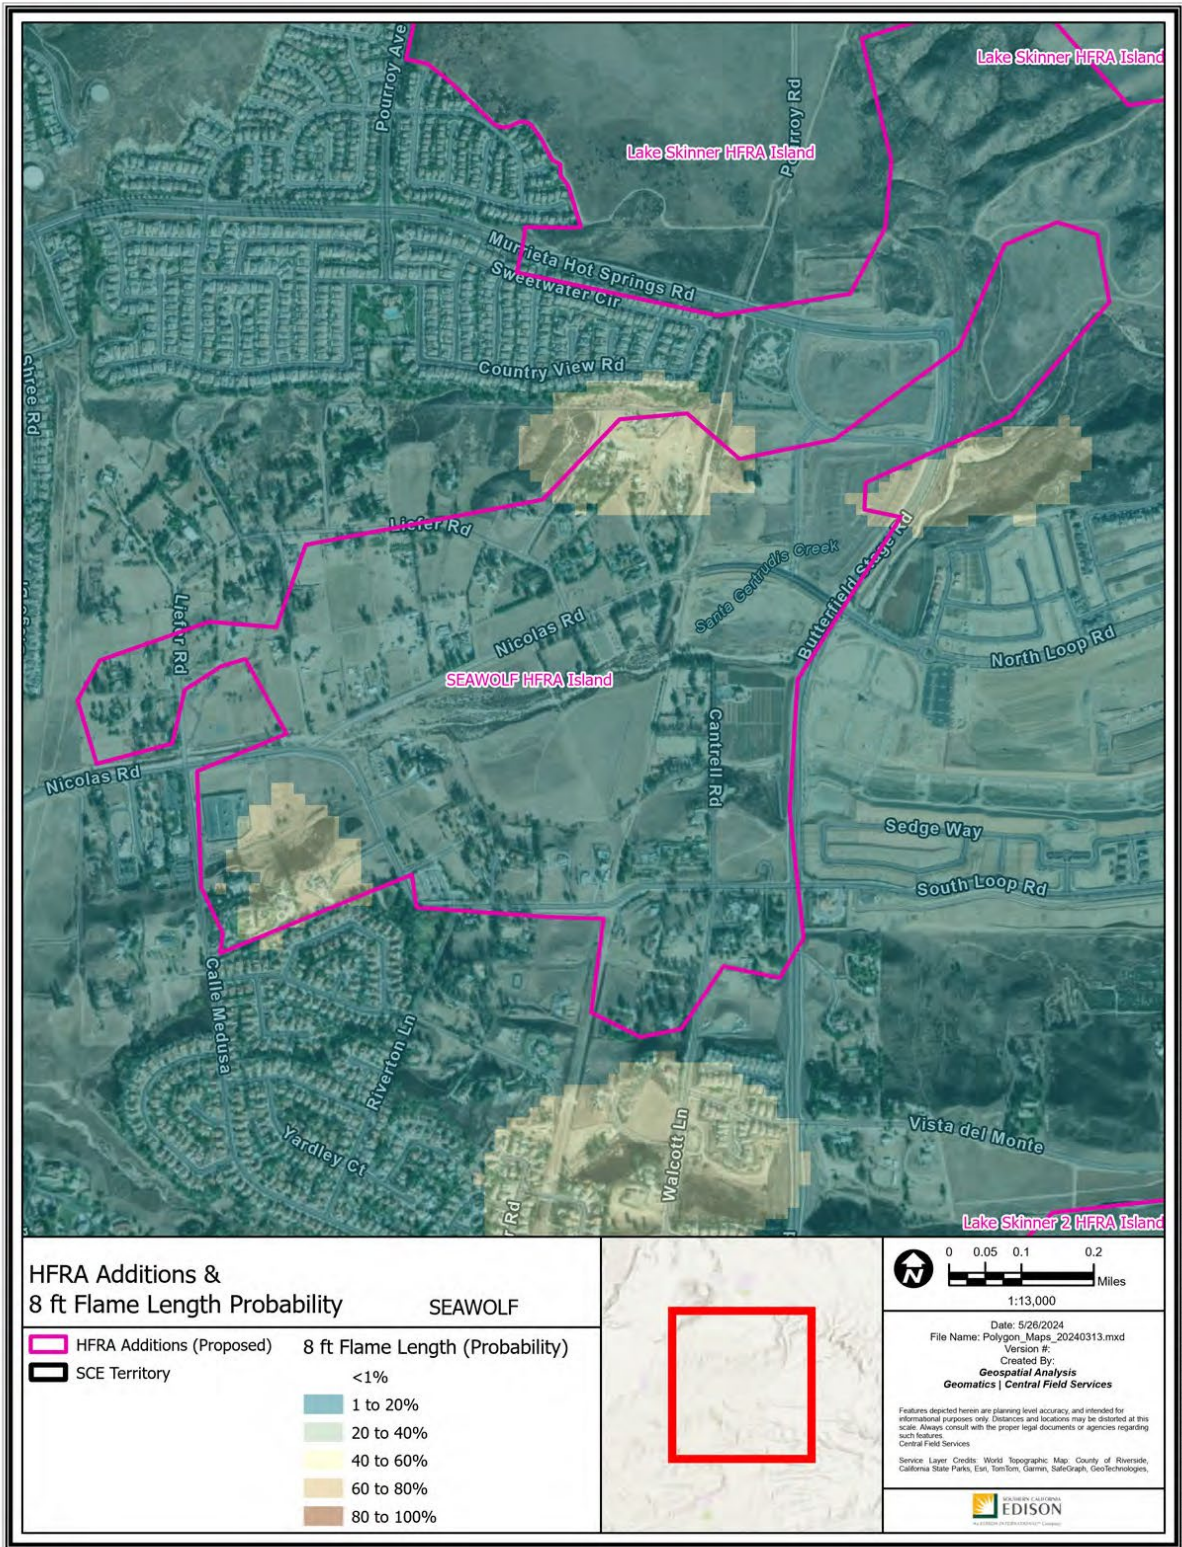 Pourroy Ave
Lake Skinner HFRA Island
Lake Skinner HFRA Island
Murrieta Hot Springs Rd
Sweetwater Cir
Country View Rd
Shree Rd
Liefer Rd
Santa Gertrudis Creek
Butterfield Stage Rd
Liefer Rd
Nicolas Rd
North Loop Rd
SEAWOLF HFRA Island
Cantrell Rd
Nicolas Rd
Sedge Way
South Loop Rd
Calle Medusa
Riverton Ln
Yardley Ct
Walcott Ln
Vista del Monte
Rd
Lake Skinner 2 HFRA Island
HFRA Additions &
8 ft Flame Length Probability
SEAWOLF
HFRA Additions (Proposed)
SCE Territory
8 ft Flame Length (Probability)
<1%
1 to 20%
20 to 40%
40 to 60%
60 to 80%
80 to 100%
N
0 0.05 0.1 0.2
Miles
1:13,000
Date: 5/26/2024
File Name: Polygon_Maps_20240313.mxd
Version #:
Created By:
Geospatial Analysis
Geomatics | Central Field Services
Features depicted herein are planning level accuracy, and intended for
informational purposes only. Distances and locations may be distorted at this
scale. Always consult with the proper legal documents or agencies regarding
such features.
Central Field Services
Service Layer Credits: World Topographic Map: County of Riverside,
California State Parks, Esri, TomTom, Garmin, SafeGraph, GeoTechnologies,
SOUTHERN CALIFORNIA
EDISON
An EDISON INTERNATIONAL® Company